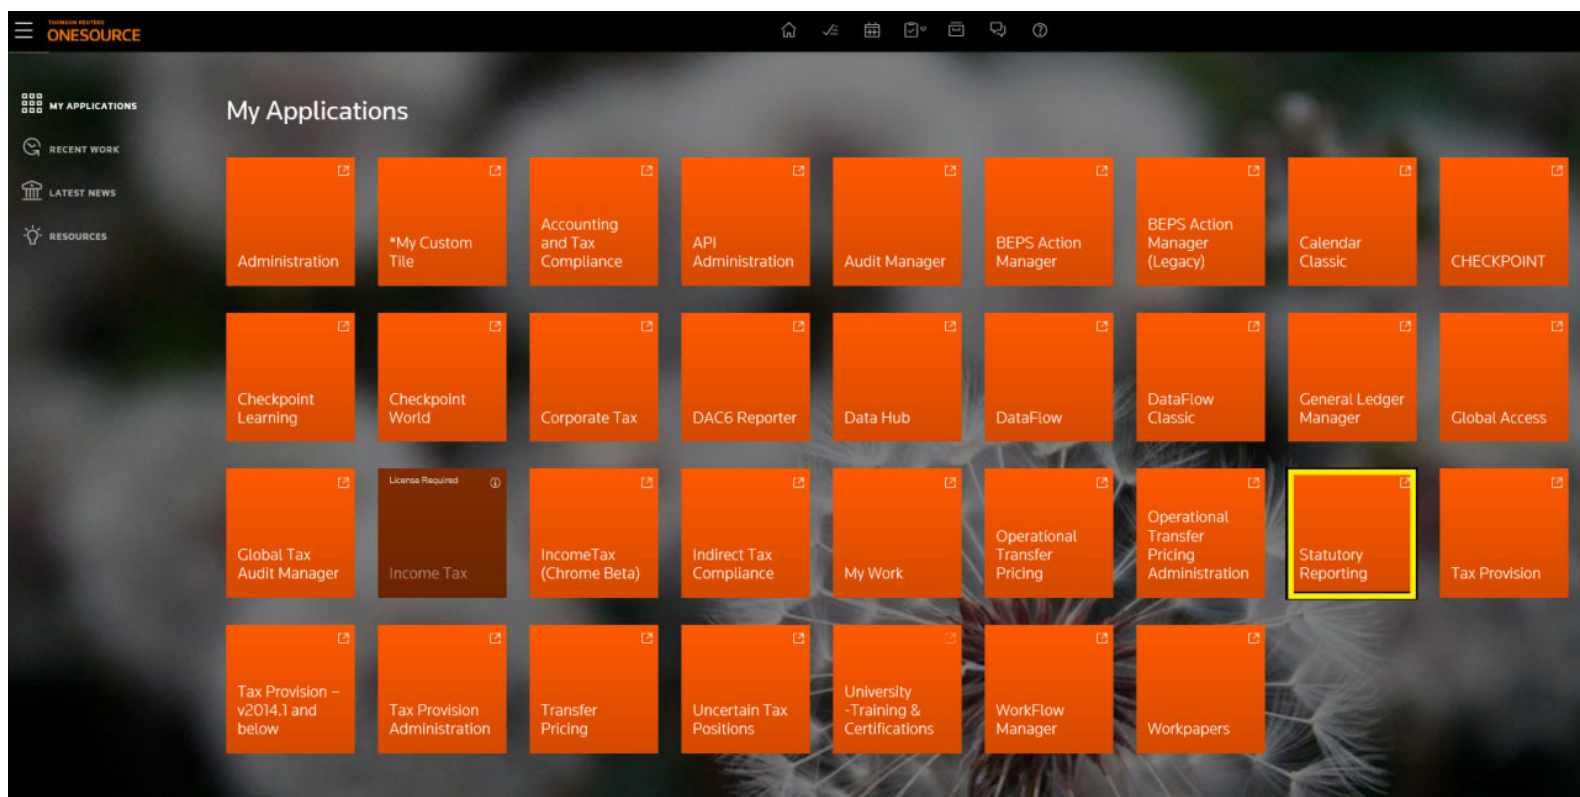 THOMSON REUTERS
ONESOURCE
MY APPLICATIONS
RECENT WORK
LATEST NEWS
RESOURCES
My Applications
Administration
*My Custom
Tile
Accounting
and Tax
Compliance
API
Administration
Audit Manager
BEPS Action
Manager
BEPS Action
Manager
(Legacy)
Calendar
Classic
CHECKPOINT
Checkpoint
Learning
Checkpoint
World
Corporate Tax
DAC6 Reporter
Data Hub
DataFlow
DataFlow
Classic
General Ledger
Manager
Global Access
Global Tax
Audit Manager
License Required
Income Tax
IncomeTax
(Chrome Beta)
Indirect Tax
Compliance
My Work
Operational
Transfer
Pricing
Operational
Transfer
Pricing
Administration
Statutory
Reporting
Tax Provision
Tax Provision –
v2014.1 and
below
Tax Provision
Administration
Transfer
Pricing
Uncertain Tax
Positions
University
-Training &
Certifications
WorkFlow
Manager
Workpapers